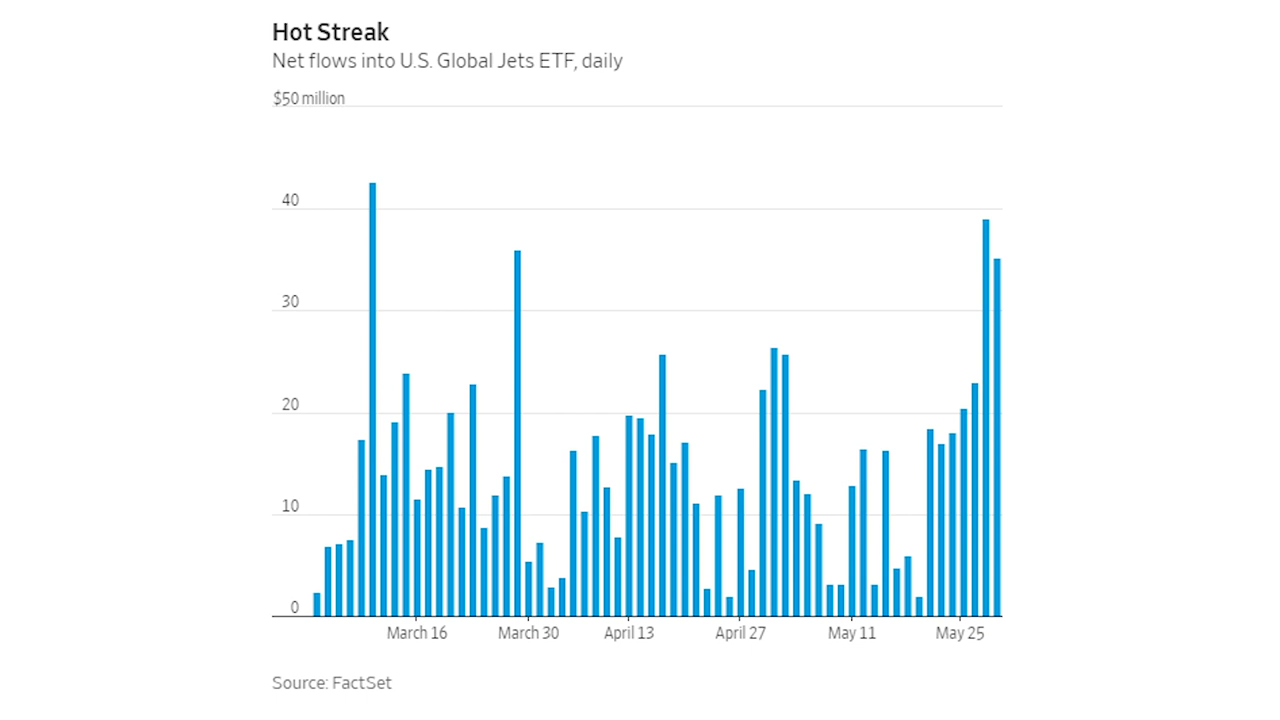 Hot Streak
Net flows into U.S. Global Jets ETF, daily
$50 million
40
30
20
10
0
March 16 March 30 April 13 April 27 May 11 May 25
Source: FactSet